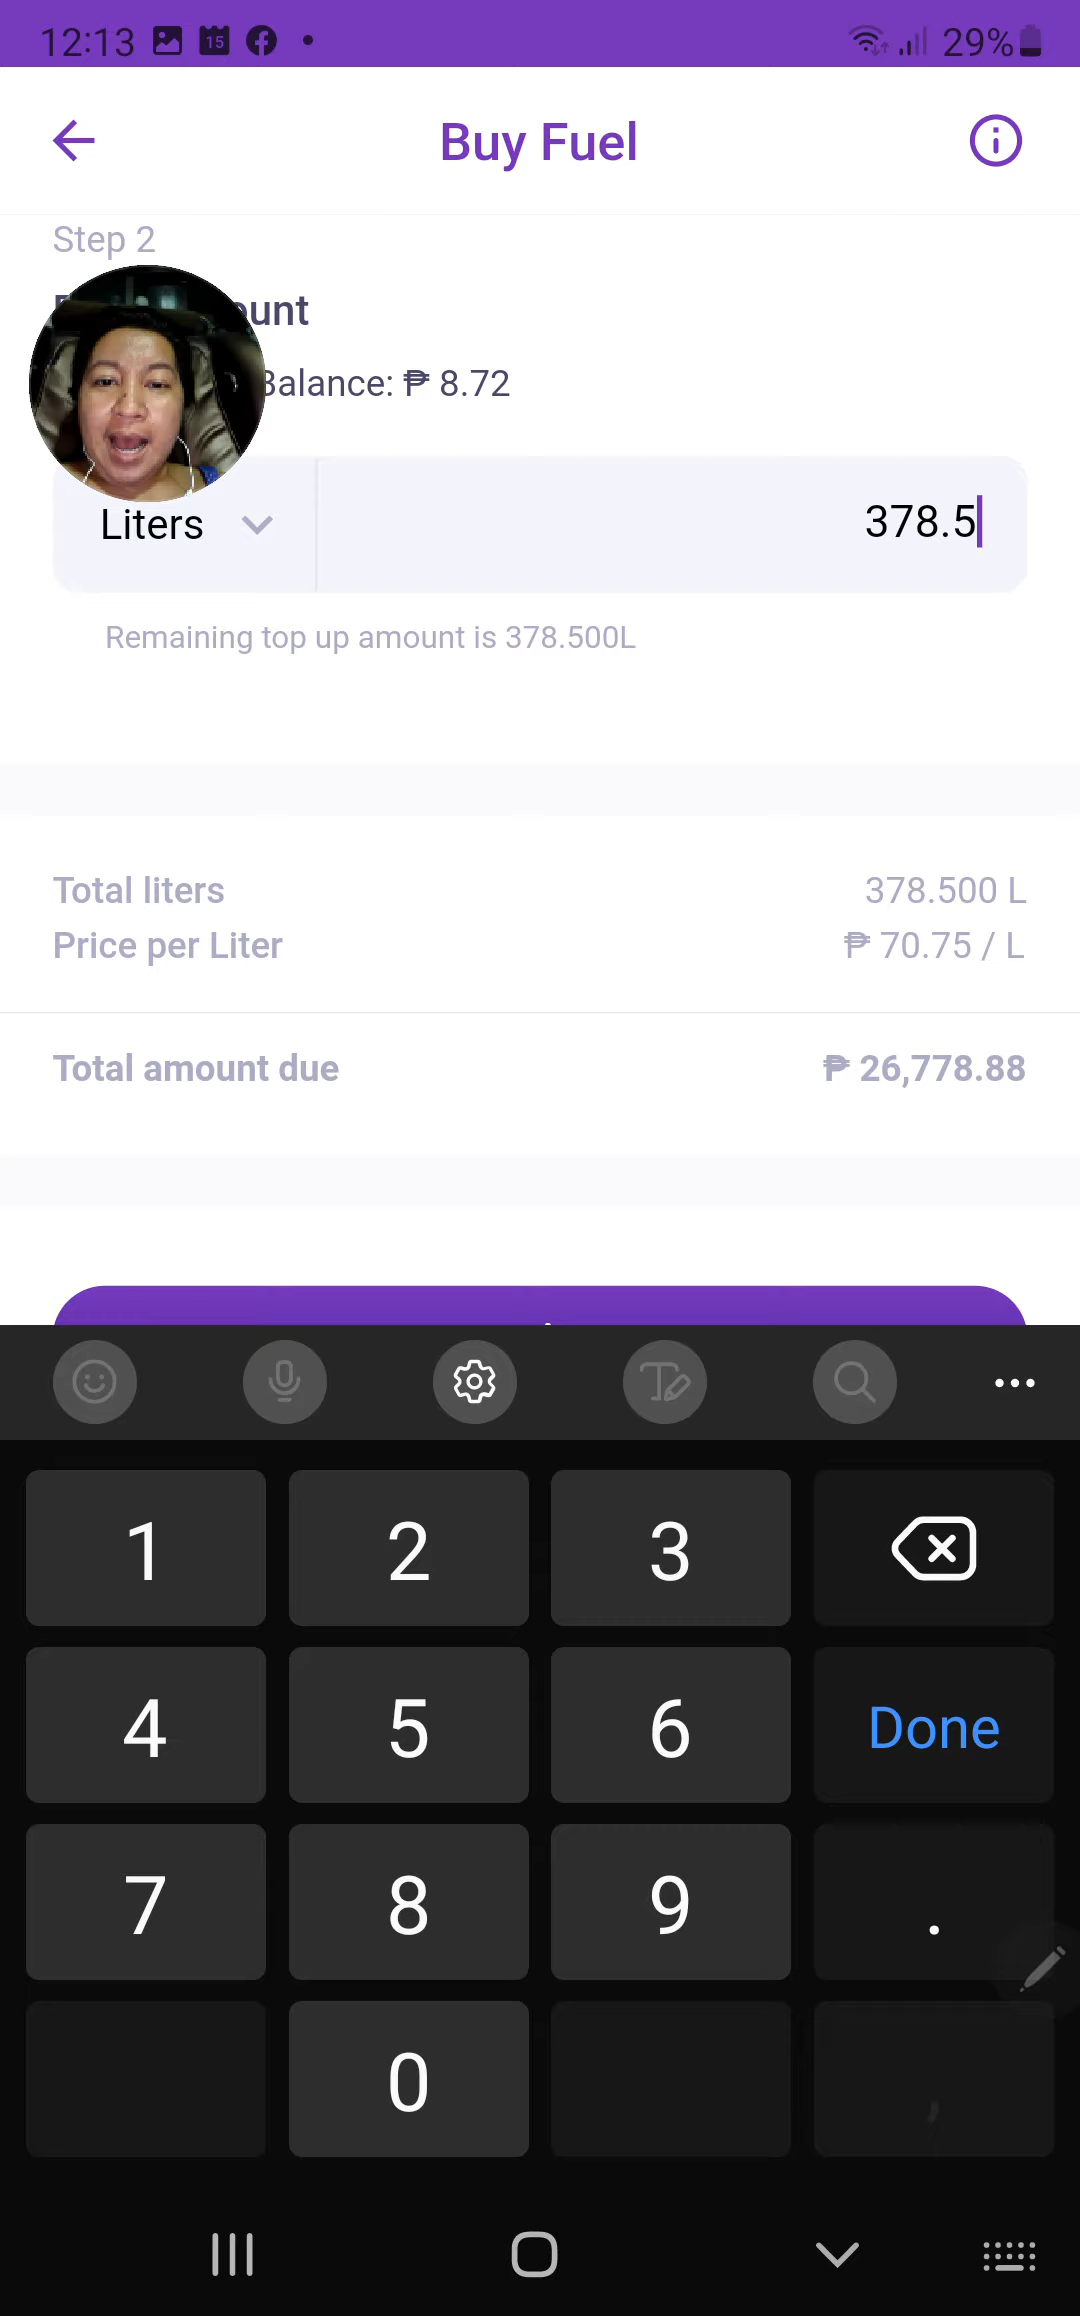 12:13 15 29%
Buy Fuel
Step 2
ount
Balance: ₱ 8.72
Liters 378.5
Remaining top up amount is 378.500L
Total liters 378.500 L
Price per Liter ₱ 70.75 / L
Total amount due ₱ 26,778.88
1 2 3
4 5 6 Done
7 8 9 .
0 ,